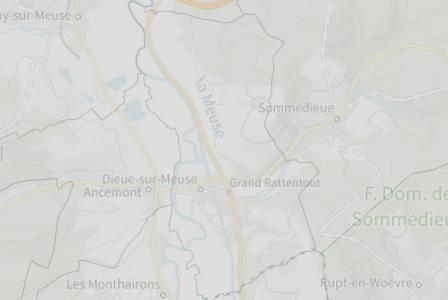 ny-sur-Meuse
La Meuse
Sommedieue
Dieue-sur-Meuse
Ancemont
Grand Rattentout
F. Dom. de
Sommedieu
Les Monthairons
Rupt-en-Woëvre